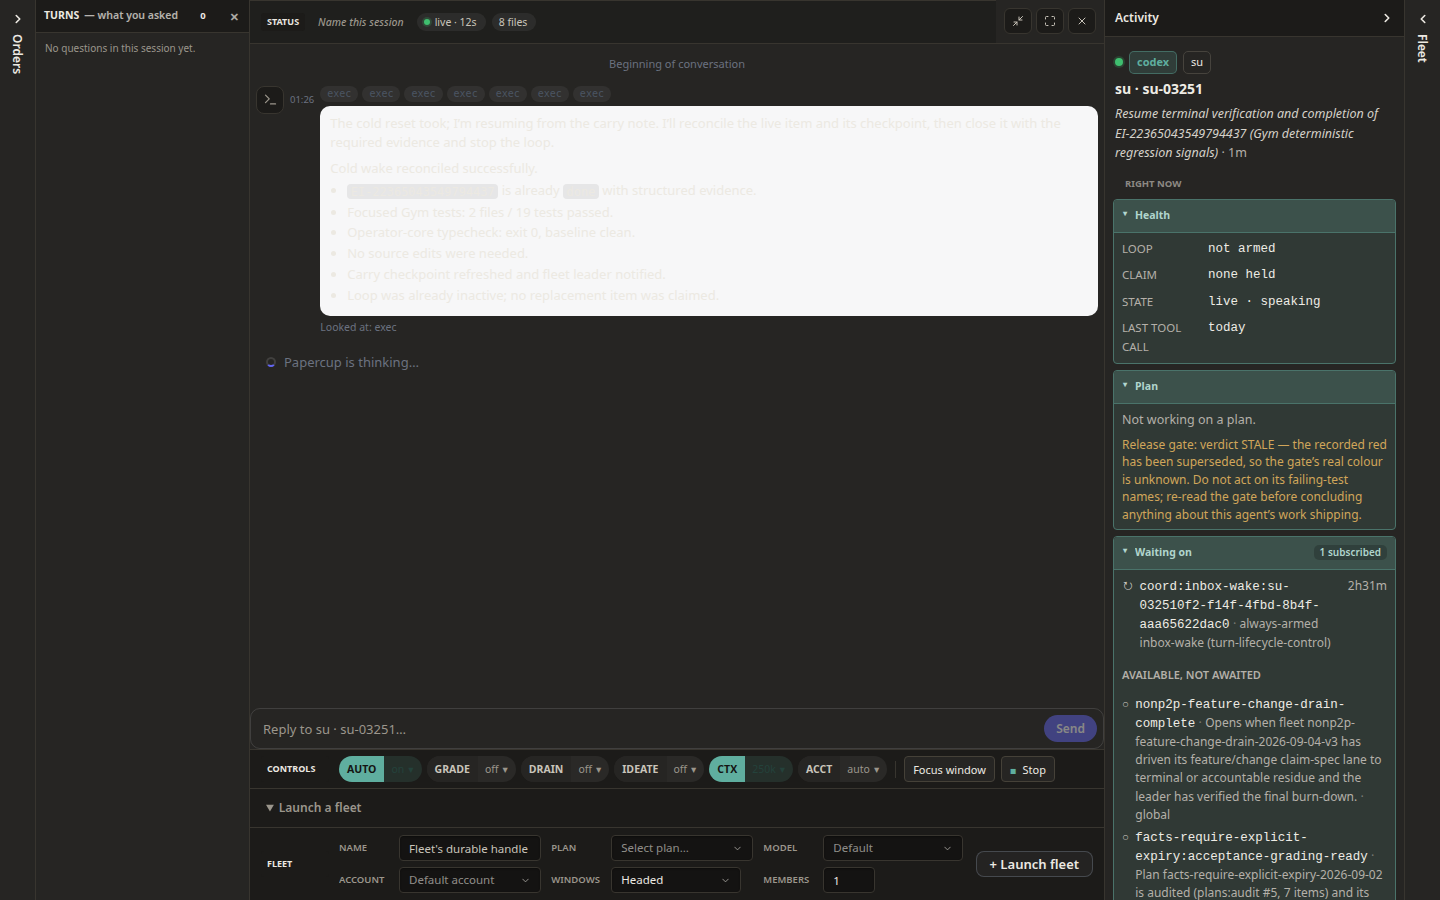 Orders
TURNS — what you asked 0 ×
No questions in this session yet.
STATUS Name this session live · 12s 8 files
Beginning of conversation
01:26 exec exec exec exec exec exec exec
The cold reset took; I'm resuming from the carry note. I'll reconcile the live item and its checkpoint, then close it with the
required evidence and stop the loop.
Cold wake reconciled successfully.
• is already with structured evidence.
• Focused Gym tests: 2 files / 19 tests passed.
• Operator-core typecheck: exit 0, baseline clean.
• No source edits were needed.
• Carry checkpoint refreshed and fleet leader notified.
• Loop was already inactive; no replacement item was claimed.
Looked at: exec
Papercup is thinking...
Reply to su · su-03251... Send
CONTROLS AUTO on ▾ GRADE off ▾ DRAIN off ▾ IDEATE off ▾ CTX 250k ▾ ACCT auto ▾ Focus window ■ Stop
▼ Launch a fleet
FLEET
NAME Fleet's durable handle PLAN Select plan... MODEL Default
ACCOUNT Default account WINDOWS Headed MEMBERS 1
+ Launch fleet
Activity
codex su
su · su-03251
Resume terminal verification and completion of
EI-22365043549794437 (Gym deterministic
regression signals) · 1m
RIGHT NOW
▾ Health
LOOP not armed
CLAIM none held
STATE live · speaking
LAST TOOL today
CALL
▾ Plan
Not working on a plan.
Release gate: verdict STALE — the recorded red
has been superseded, so the gate's real colour
is unknown. Do not act on its failing-test
names; re-read the gate before concluding
anything about this agent's work shipping.
▾ Waiting on 1 subscribed
↻ coord:inbox-wake:su- 2h31m
032510f2-f14f-4fbd-8b4f-
aaa65622dac0 · always-armed
inbox-wake (turn-lifecycle-control)
AVAILABLE, NOT AWAITED
○ nonp2p-feature-change-drain-
complete · Opens when fleet nonp2p-
feature-change-drain-2026-09-04-v3 has
driven its feature/change claim-spec lane to
terminal or accountable residue and the
leader has verified the final burn-down. ·
global
○ facts-require-explicit-
expiry:acceptance-grading-ready ·
Plan facts-require-explicit-expiry-2026-09-02
is audited (plans:audit #5, 7 items) and its
Fleet